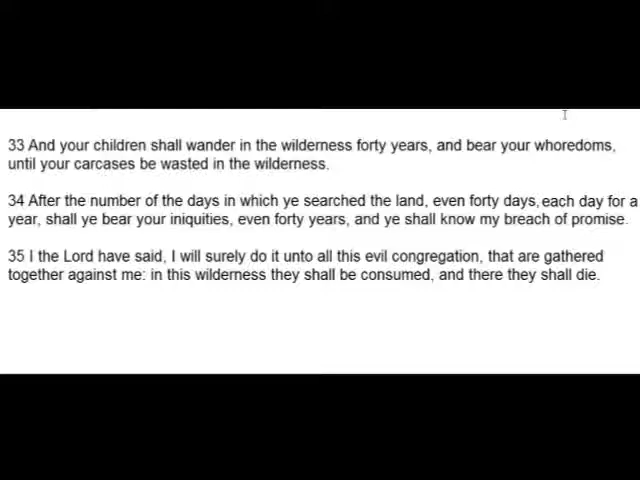 33 And your children shall wander in the wilderness forty years, and bear your whoredoms,
until your carcases be wasted in the wilderness.
34 After the number of the days in which ye searched the land, even forty days, each day for a
year, shall ye bear your iniquities, even forty years, and ye shall know my breach of promise.
35 I the Lord have said, I will surely do it unto all this evil congregation, that are gathered
together against me: in this wilderness they shall be consumed, and there they shall die.